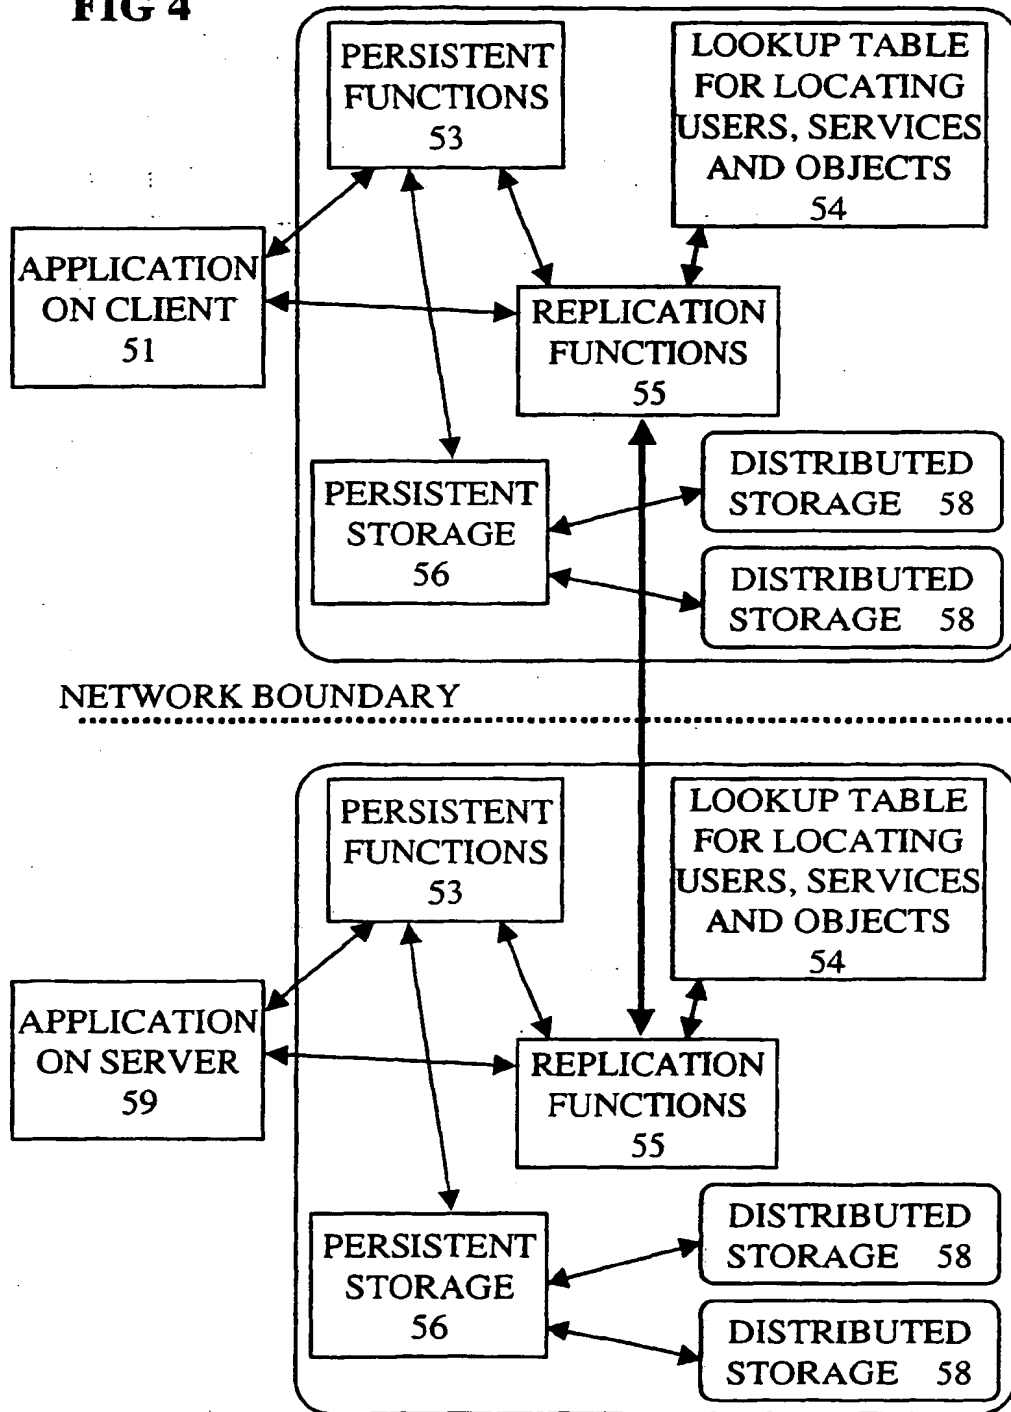 FIG 4
PERSISTENT
FUNCTIONS
53
LOOKUP TABLE
FOR LOCATING
USERS, SERVICES
AND OBJECTS
54
APPLICATION
ON CLIENT
51
REPLICATION
FUNCTIONS
55
PERSISTENT
STORAGE
56
DISTRIBUTED
STORAGE 58
DISTRIBUTED
STORAGE 58
NETWORK BOUNDARY
PERSISTENT
FUNCTIONS
53
LOOKUP TABLE
FOR LOCATING
USERS, SERVICES
AND OBJECTS
54
APPLICATION
ON SERVER
59
REPLICATION
FUNCTIONS
55
PERSISTENT
STORAGE
56
DISTRIBUTED
STORAGE 58
DISTRIBUTED
STORAGE 58